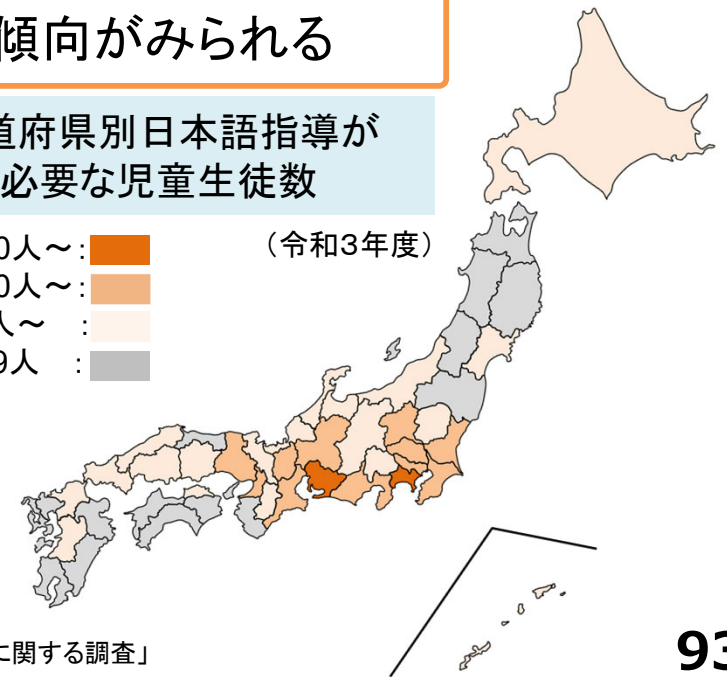 傾向がみられる
道府県別日本語指導が
必要な児童生徒数
0人～：
（令和３年度）
0人～：
人～　：
9人　：
に関する調査」
93